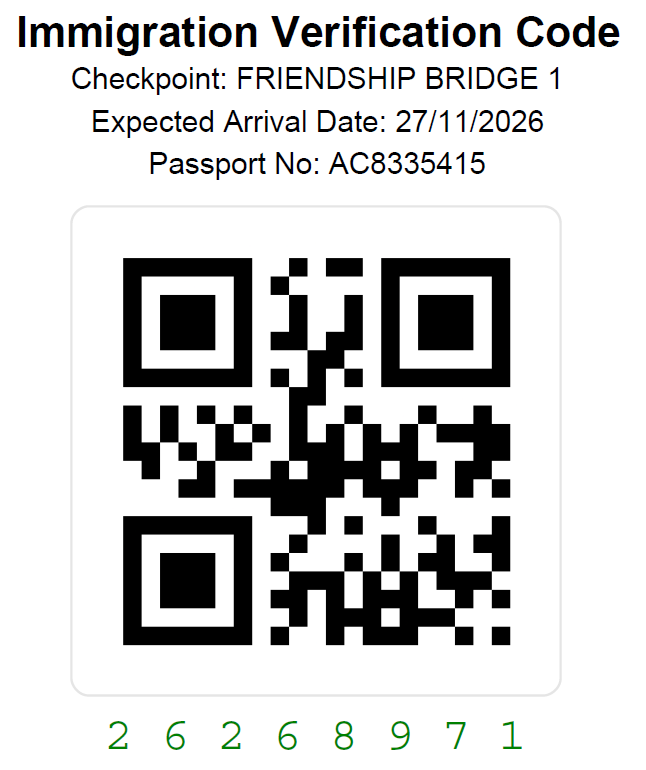 Immigration Verification Code
Checkpoint: FRIENDSHIP BRIDGE 1
Expected Arrival Date: 27/11/2026
Passport No: AC8335415
2 6 2 6 8 9 7 1